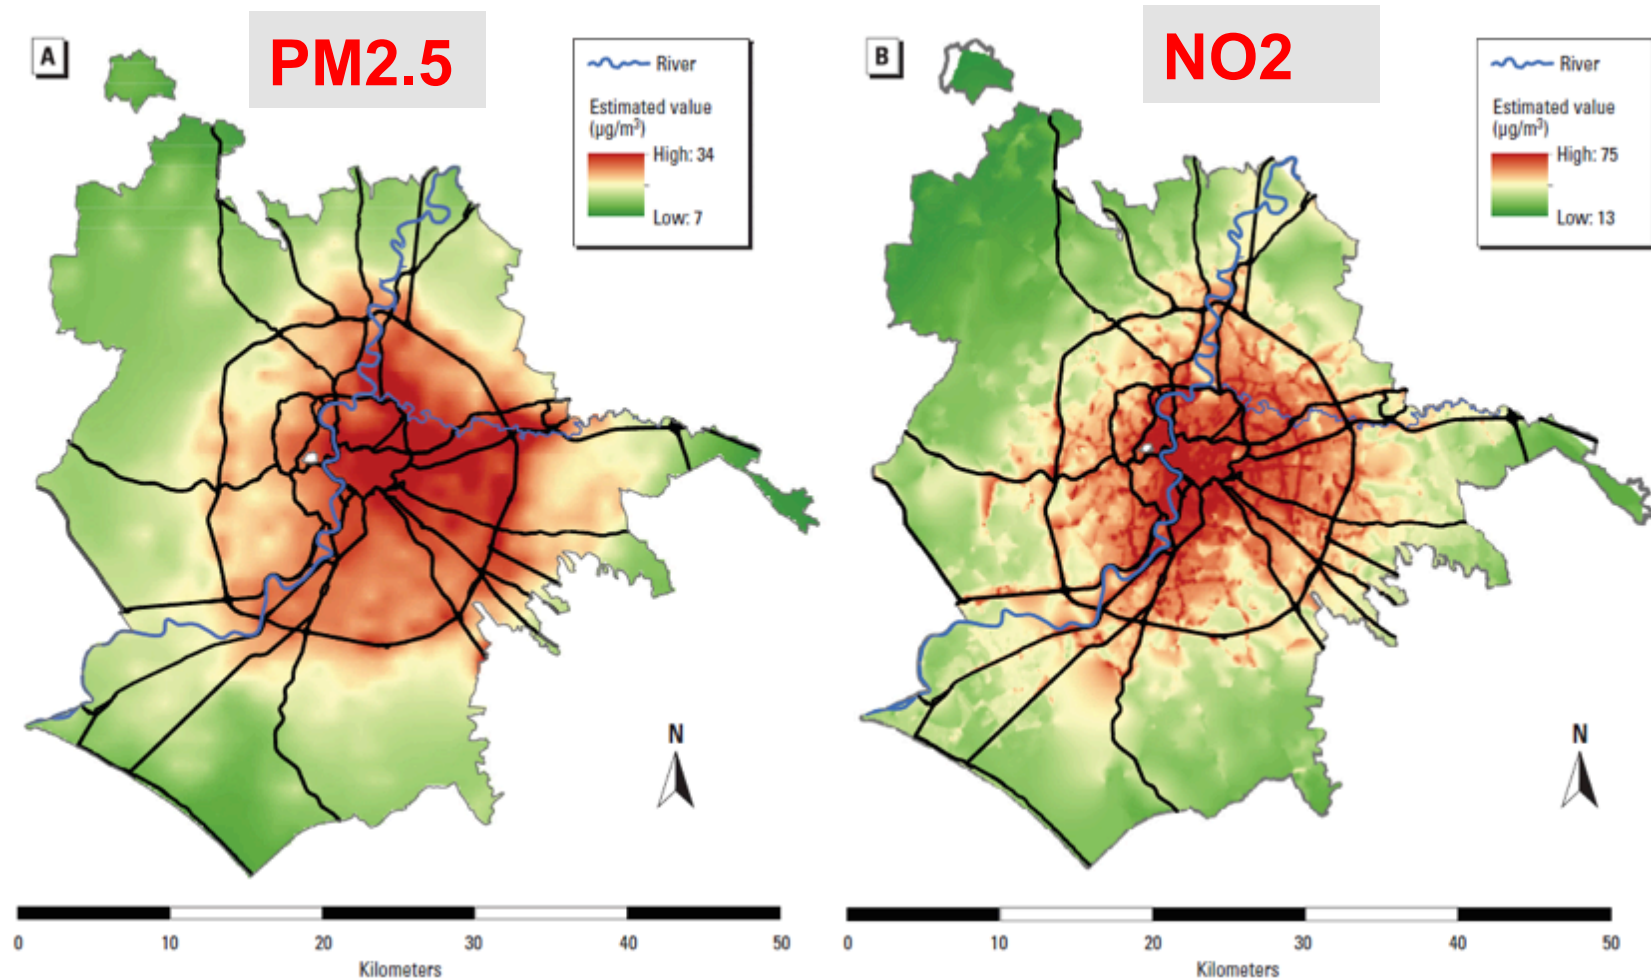 A
PM2.5
River
Estimated value
(µg/m³)
High: 34
Low: 7
N
0 10 20 30 40 50
Kilometers
B
NO2
River
Estimated value
(µg/m³)
High: 75
Low: 13
N
0 10 20 30 40 50
Kilometers